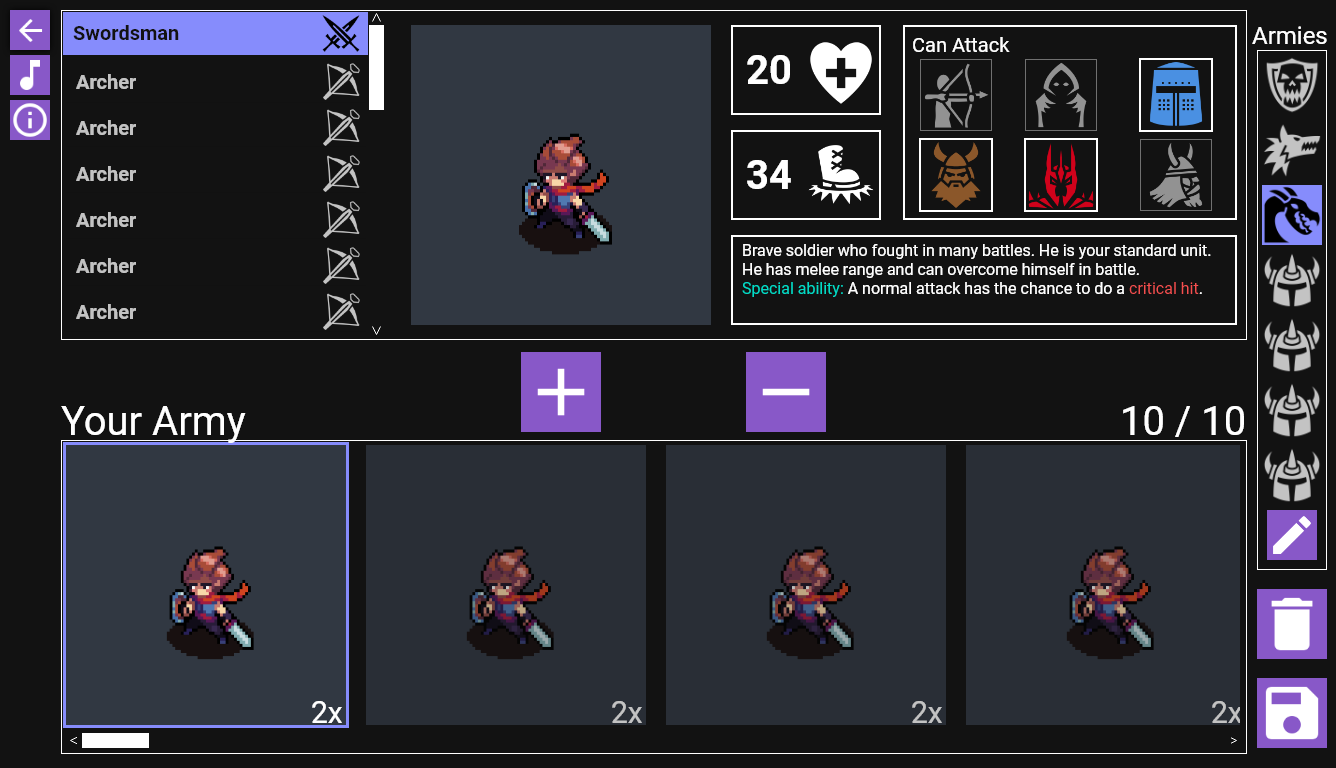 Swordsman
Archer
Archer
Archer
Archer
Archer
Archer
20
34
Can Attack
Brave soldier who fought in many battles. He is your standard unit.
He has melee range and can overcome himself in battle.
Special ability: A normal attack has the chance to do a critical hit.
Armies
Your Army
10 / 10
2x
2x
2x
2x